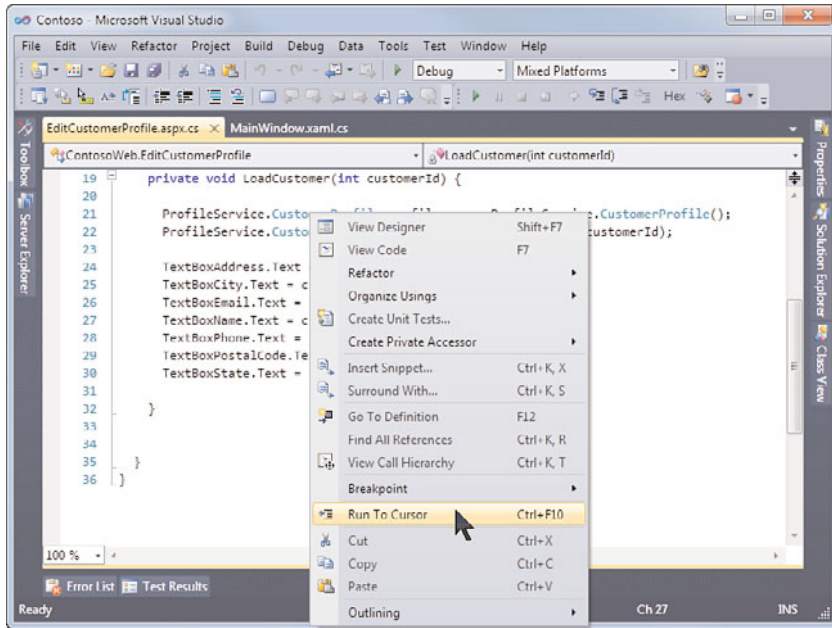 Contoso - Microsoft Visual Studio
File Edit View Refactor Project Build Debug Data Tools Test Window Help
Debug Mixed Platforms
Hex
EditCustomerProfile.aspx.cs MainWindow.xaml.cs
ContosoWeb.EditCustomerProfile LoadCustomer(int customerId)
Toolbox
Server Explorer
19 private void LoadCustomer(int customerId) {
20
21 ProfileService.Custo .CustomerProfile();
22 ProfileService.Custo customerId);
23
24 TextBoxAddress.Text
25 TextBoxCity.Text = c
26 TextBoxEmail.Text =
27 TextBoxName.Text = c
28 TextBoxPhone.Text =
29 TextBoxPostalCode.Te
30 TextBoxState.Text =
31
32 }
33
34
35 }
36 }
View Designer Shift+F7
View Code F7
Refactor
Organize Usings
Create Unit Tests...
Create Private Accessor
Insert Snippet... Ctrl+K, X
Surround With... Ctrl+K, S
Go To Definition F12
Find All References Ctrl+K, R
View Call Hierarchy Ctrl+K, T
Breakpoint
Run To Cursor Ctrl+F10
Cut Ctrl+X
Copy Ctrl+C
Paste Ctrl+V
Outlining
Properties
Solution Explorer
Class View
100 %
Error List Test Results
Ready Ch 27 INS